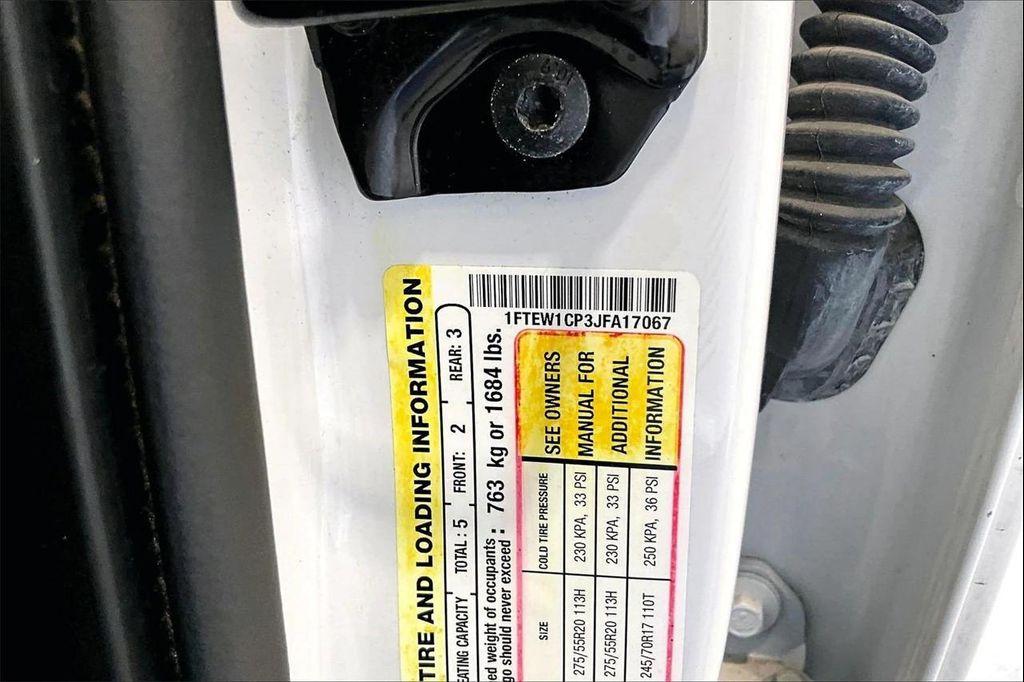 4.01
1FTEW1CP3JFA17067
TIRE AND LOADING INFORMATION
EATING CAPACITY TOTAL: 5 FRONT: 2 REAR: 3
ed weight of occupants
go should never exceed : 763 kg or 1684 lbs.
SIZE COLD TIRE PRESSURE SEE OWNERS
275/55R20 113H 230 KPA, 33 PSI MANUAL FOR
275/55R20 113H 230 KPA, 33 PSI ADDITIONAL
245/70R17 110T 250 KPA, 36 PSI INFORMATION